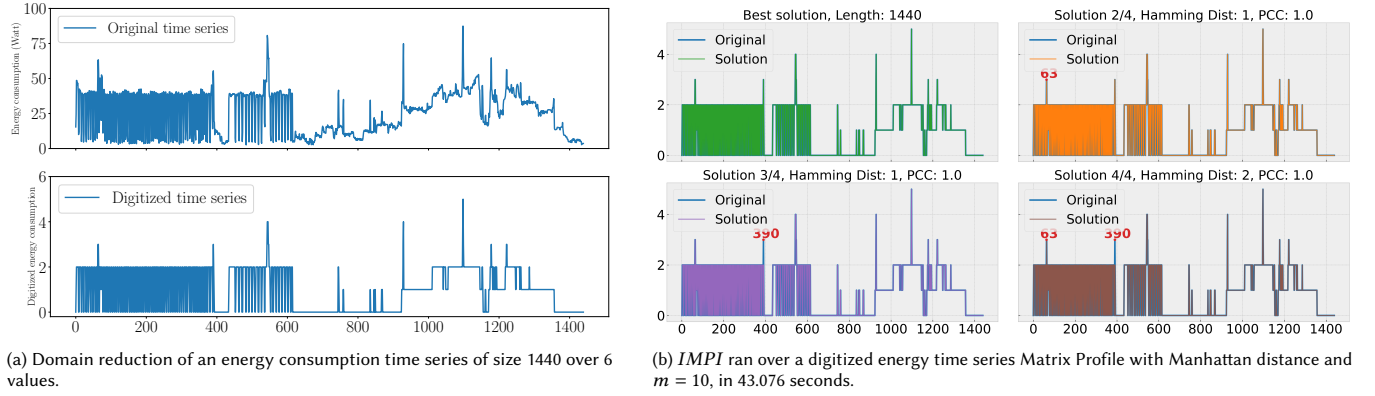 Energy consumption (Watt)
100
75
50
25
0
Original time series
Digitized energy consumption
6
4
2
0
Digitized time series
0 200 400 600 800 1000 1200 1400
(a) Domain reduction of an energy consumption time series of size 1440 over 6
values.
Best solution, Length: 1440
Original
Solution
4
2
0
Solution 2/4, Hamming Dist: 1, PCC: 1.0
Original
Solution
63
Solution 3/4, Hamming Dist: 1, PCC: 1.0
Original
Solution
390
4
2
0
0 200 400 600 800 1000 1200 1400
Solution 4/4, Hamming Dist: 2, PCC: 1.0
Original
Solution
63 390
0 200 400 600 800 1000 1200 1400
(b) IMPI ran over a digitized energy time series Matrix Profile with Manhattan distance and
m = 10, in 43.076 seconds.